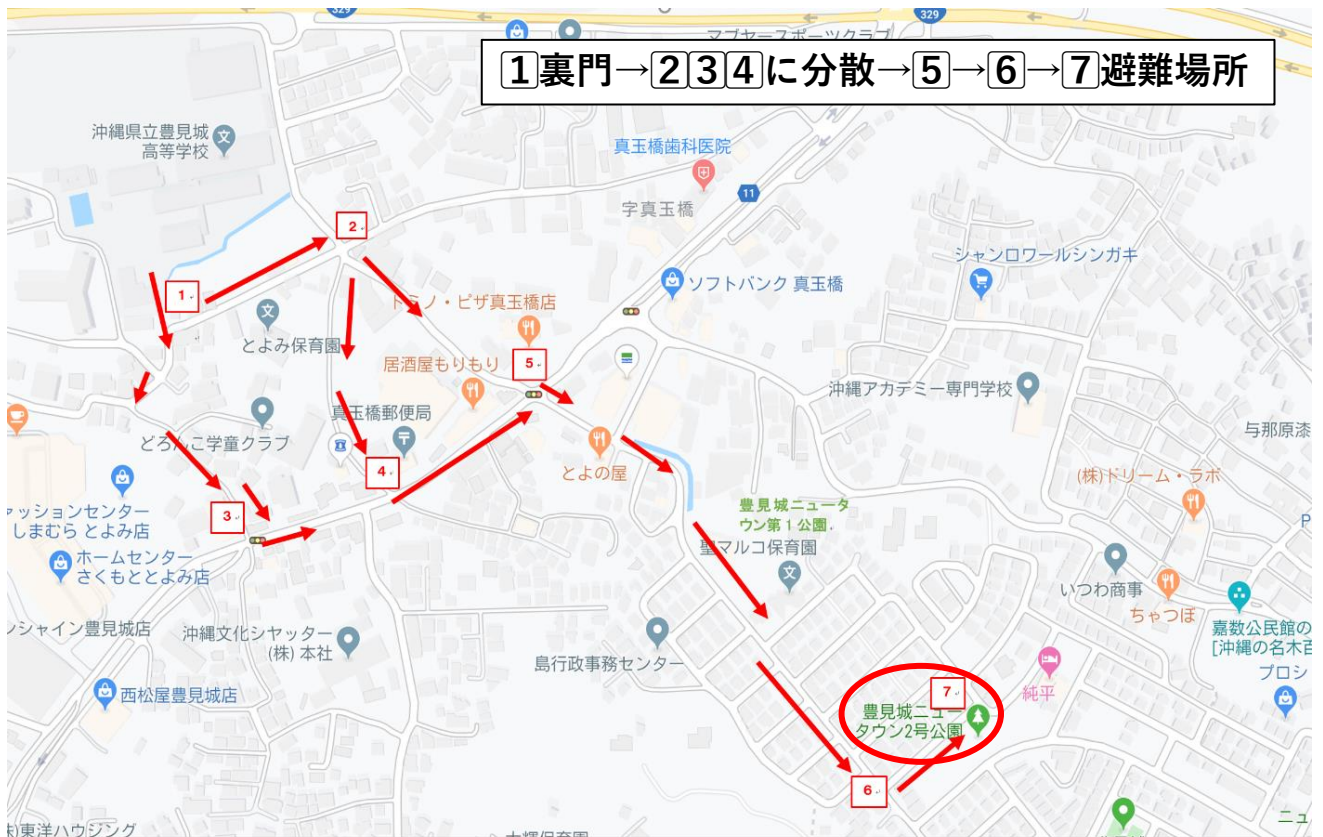 329
329
マブヤースポーツクラブ
1裏門→234に分散→5→6→7避難場所
沖縄県立豊見城
高等学校
真玉橋歯科医院
11
字真玉橋
2
シャンロワールシンガキ
1
ソフトバンク 真玉橋
ドミノ・ピザ真玉橋店
とよみ保育園
居酒屋もりもり
5
沖縄アカデミー専門学校
真玉橋郵便局
どろんこ学童クラブ
4
とよの屋
与那原漆
(株)ドリーム・ラボ
ァッションセンター
しまむら とよみ店
3
豊見城ニュータ
ウン第1公園.
聖マルコ保育園
ホームセンター
さくもととよみ店
いつわ商事
ちゃつぼ
嘉数公民館の
[沖縄の名木百
ンシャイン豊見城店
沖縄文化シヤッター
(株) 本社
島行政事務センター
プロシ
西松屋豊見城店
7
純平
豊見城ニュー
タウン2号公園
6
ニュ
東洋ハウジング
大輝保育園